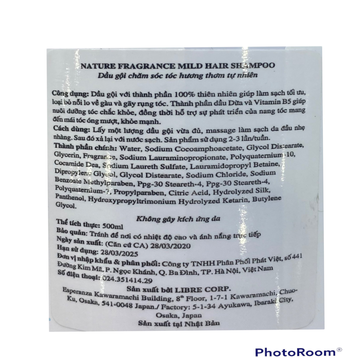 NATURE FRAGRANCE MILD HAIR SHAMPOO
Dầu gội chăm sóc tóc hương thơm tự nhiên
Công dụng: Dầu gội với thành phần 100% thiên nhiên giúp làm sạch tối ưu,
loại bỏ nỗi lo về gàu và gãy rụng tóc. Thành phần dầu Dừa và Vitamin B5 giúp
nuôi dưỡng tóc chắc khỏe, đồng thời hỗ trợ sự phát triển của nang tóc mang
đến mái tóc óng mượt, khỏe mạnh.
Cách dùng: Lấy một lượng dầu gội vừa đủ, massage làm sạch da đầu nhẹ
nhàng. Sau đó xả lại với nước sạch. Sản phẩm sử dụng 2-3 lần/tuần.
Thành phần chính: Water, Sodium Cocoamphoacetate, Glycol Distearate,
Glycerin, Fragrance, Sodium Lauraminopropionate, Polyquaternium-10,
Cocamide Dea, Sodium Laureth Sulfate, Lauramidopropyl Betaine,
Dipropylene Glycol, Glycol Distearate, Sodium Chloride, Sodium
Benzoate Methylparaben, Ppg-30 Steareth-4, Ppg-30 Steareth-4,
Polyquaternium-7, Propylparaben, Citric Acid, Hydrolyzed Silk,
Panthenol, Hydroxypropyltrimonium Hydrolyzed Ketarin, Butylene
Glycol.
Không gây kích ứng da
Thể tích thực: 500ml
Bảo quản: Tránh để nơi có nhiệt độ cao và ánh nắng trực tiếp
Ngày sản xuất: (Căn cứ CA) 28/03/2020
Hạn sử dụng: 28/03/2025
Đơn vị nhập khẩu & phân phối: Công ty TNHH Phân Phối Phát Việt, số 441
Đường Kim Mã, P. Ngọc Khánh, Q. Ba Đình, TP. Hà Nội, Việt Nam
Số điện thoại: 024.351414.29
Sản xuất bởi LIBRE CORP.
Esperanza Kawaramachi Building, 8th Floor, 1-7-1 Kawaramachi, Chuo-
Ku, Osaka, 541-0048 Japan./ Factory: 5-1-34 Ayukawa, Ibaraki City,
Osaka, Japan
Sản xuất tại Nhật Bản
PhotoRoom